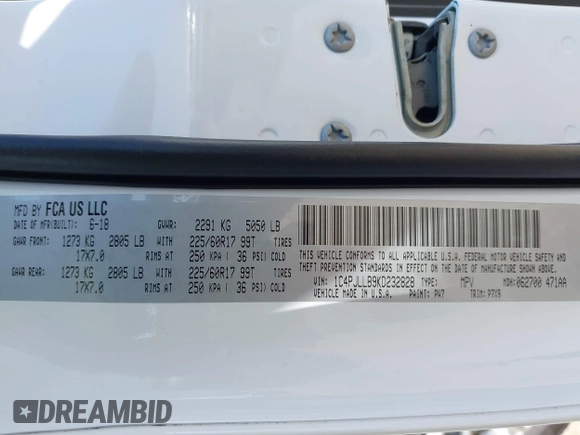 MFD BY FCA US LLC
DATE OF MFR(BUILT): 6-18 GVWR: 2291 KG 5050 LB
GAWR FRONT: 1273 KG 2805 LB WITH 225/60R17 99T TIRES
17X7.0 RIMS AT 250 KPA ( 36 PSI) COLD
GAWR REAR: 1273 KG 2805 LB WITH 225/60R17 99T TIRES
17X7.0 RIMS AT 250 KPA ( 36 PSI) COLD
THIS VEHICLE CONFORMS TO ALL APPLICABLE U.S.A. FEDERAL MOTOR VEHICLE SAFETY AND
THEFT PREVENTION STANDARDS IN EFFECT ON THE DATE OF MANUFACTURE SHOWN ABOVE.
VIN: 1C4PJLLB9KD232828 TYPE: MPV MDH: 062700 471AA
VEHICLE MADE IN U.S.A. PAINT: PW7 TRIM: P7X9
DREAMBID